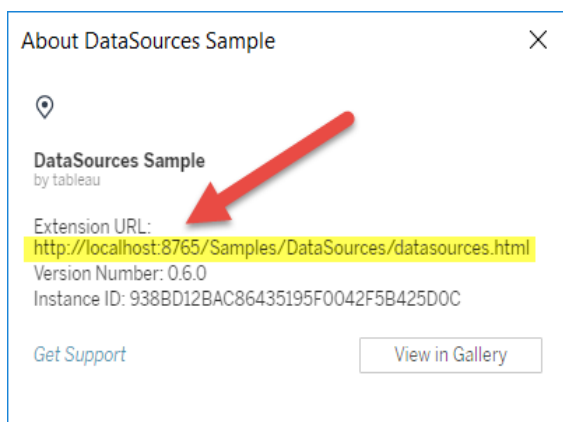 About DataSources Sample
DataSources Sample
by tableau
Extension URL:
http://localhost:8765/Samples/DataSources/datasources.html
Version Number: 0.6.0
Instance ID: 938BD12BAC86435195F0042F5B425D0C
Get Support
View in Gallery